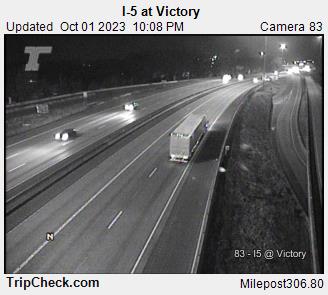 I-5 at Victory
Updated Oct 01 2023 10:08 PM Camera 83
T
N
83 - I5 @ Victory
TripCheck.com Milepost306.80